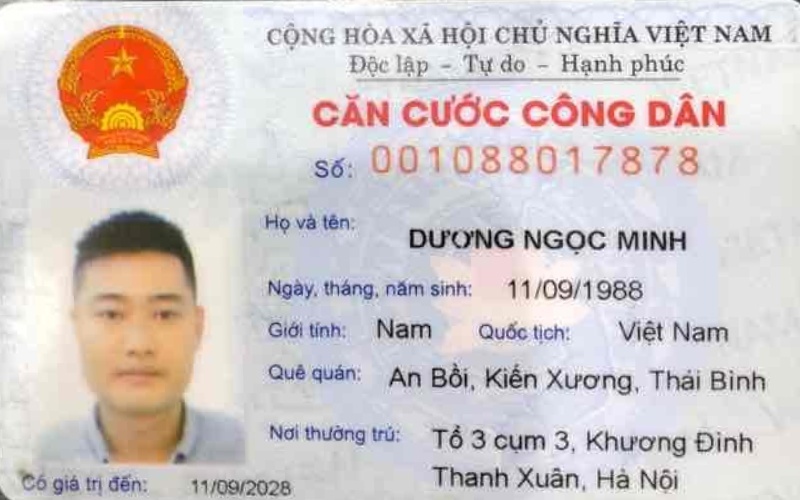 CỘNG HÒA XÃ HỘI CHỦ NGHĨA VIỆT NAM
Độc lập - Tự do - Hạnh phúc
CĂN CƯỚC CÔNG DÂN
Số: 001088017878
Họ và tên:
DƯƠNG NGỌC MINH
Ngày, tháng, năm sinh: 11/09/1988
Giới tính: Nam Quốc tịch: Việt Nam
Quê quán: An Bồi, Kiến Xương, Thái Bình
Nơi thường trú: Tổ 3 cụm 3, Khương Đình
Thanh Xuân, Hà Nội
Có giá trị đến: 11/09/2028